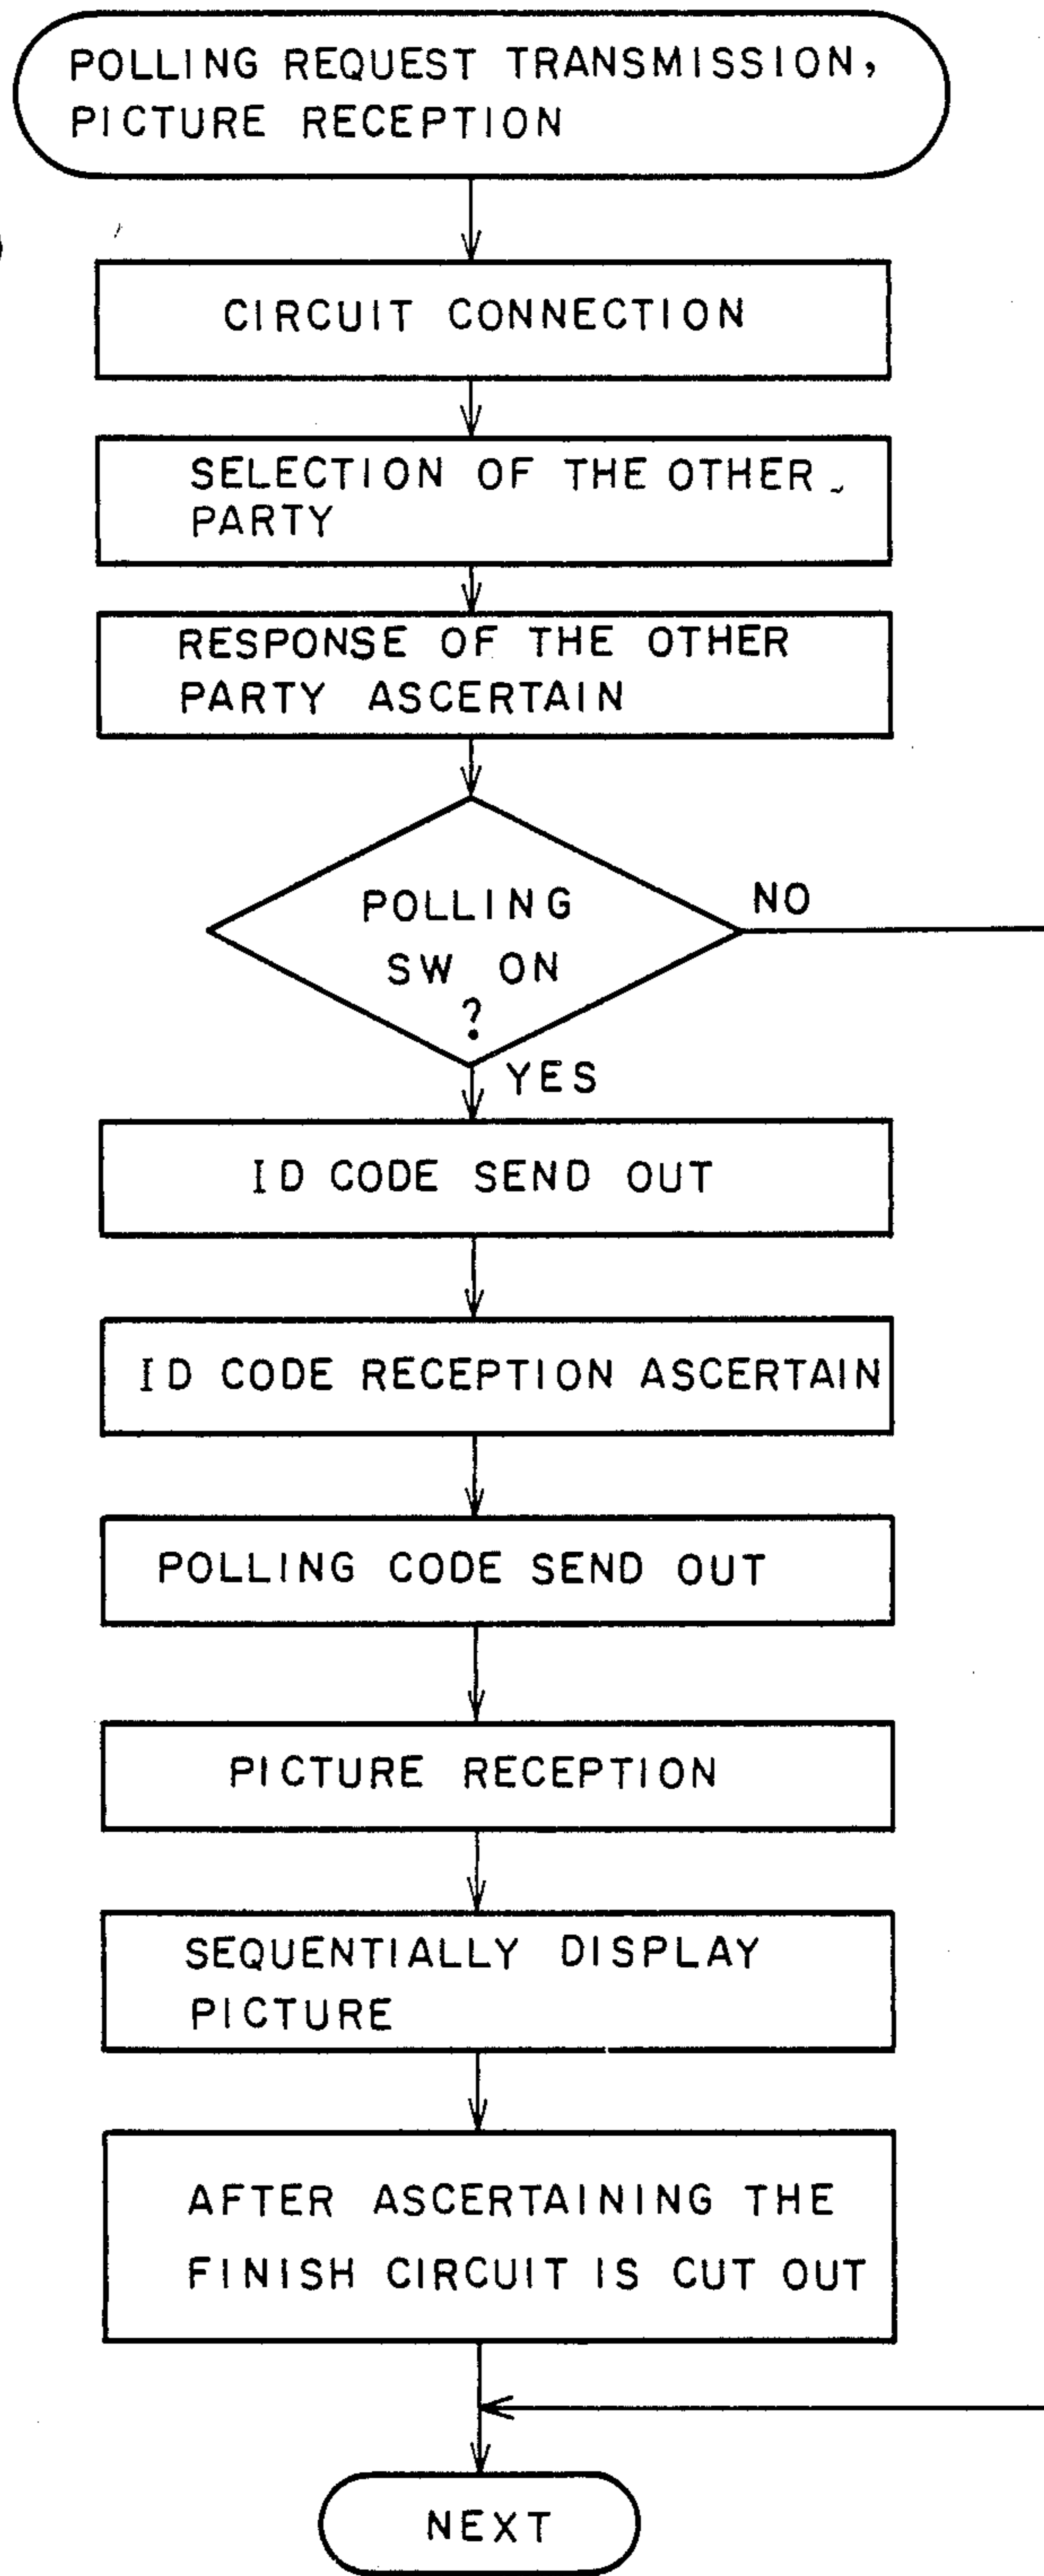 POLLING REQUEST TRANSMISSION,
PICTURE RECEPTION
CIRCUIT CONNECTION
SELECTION OF THE OTHER
PARTY
RESPONSE OF THE OTHER
PARTY ASCERTAIN
POLLING
SW ON
?
NO
YES
ID CODE SEND OUT
ID CODE RECEPTION ASCERTAIN
POLLING CODE SEND OUT
PICTURE RECEPTION
SEQUENTIALLY DISPLAY
PICTURE
AFTER ASCERTAINING THE
FINISH CIRCUIT IS CUT OUT
NEXT